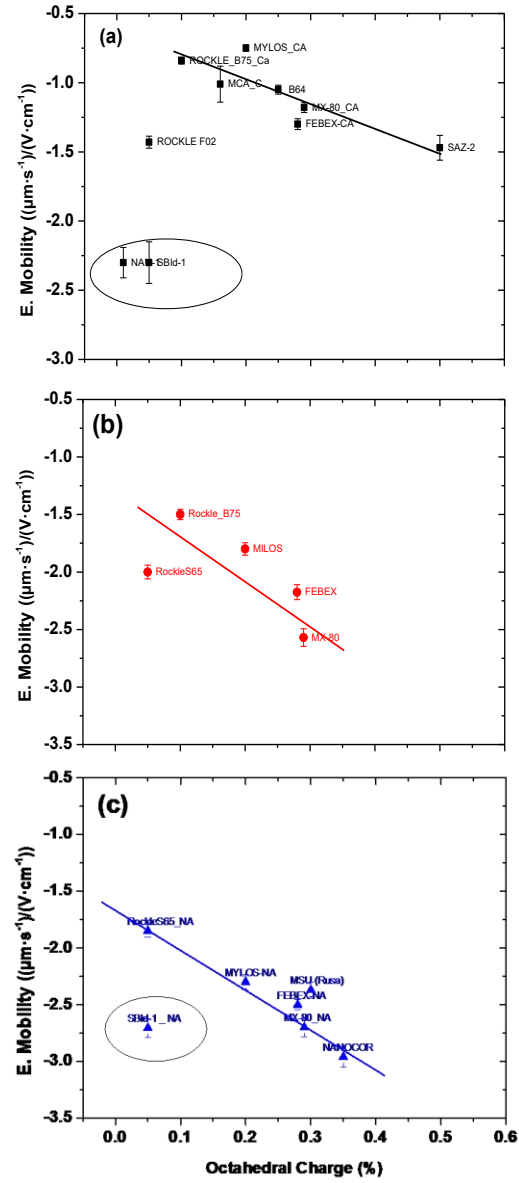 -0.5
(a)
MYLOS_CA
ROCKLE_B75_Ca
-1.0
MCA_C
B64
MX-80_CA
FEBEX-CA
-1.5
ROCKLE F02
SAZ-2
-2.0
SBId-1
-2.5
-3.0
E. Mobility ((µm·s⁻¹)/(V·cm⁻¹))
-0.5
(b)
-1.0
-1.5
Rockle_B75
MILOS
-2.0
RockleS65
FEBEX
-2.5
MX-80
-3.0
-3.5
E. Mobility ((µm·s⁻¹)/(V·cm⁻¹))
-0.5
(c)
-1.0
-1.5
RockleS65_NA
-2.0
MYLOS-NA
MSU (Rusa)
FEBEX-NA
-2.5
SBId-1 _ NA
MX-80_NA
NANOCOR
-3.0
-3.5
E. Mobility ((µm·s⁻¹)/(V·cm⁻¹))
0.0 0.1 0.2 0.3 0.4 0.5 0.6
Octahedral Charge (%)